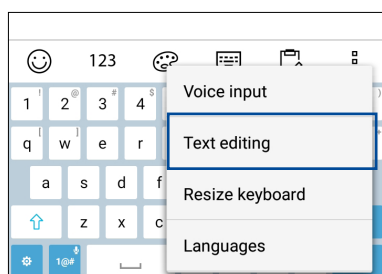 123
Voice input
! @ # $ )
1 2 3 4
[ ]
q w e r
Text editing
a s d f
Resize keyboard
z x c
Languages
1@#